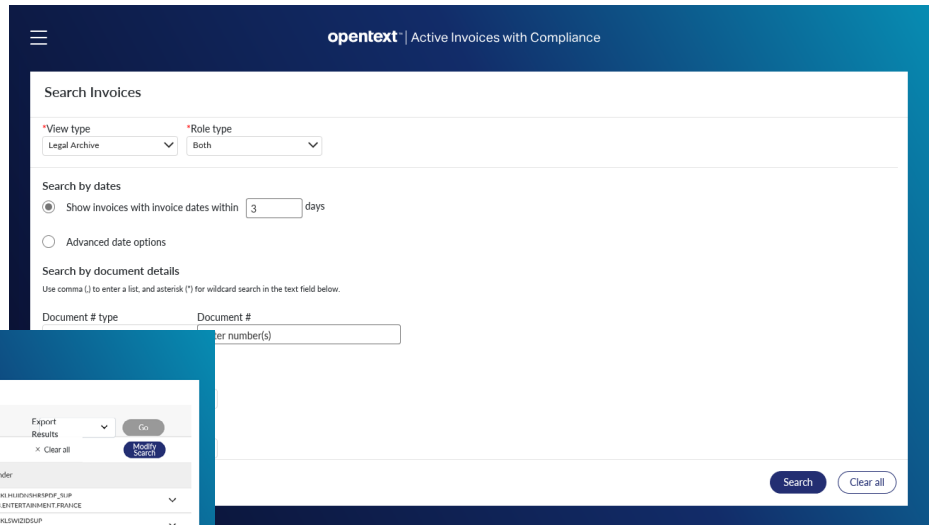 opentext™ | Active Invoices with Compliance
Search Invoices
*View type *Role type
Legal Archive Both
Search by dates
Show invoices with invoice dates within 3 days
Advanced date options
Search by document details
Use comma (,) to enter a list, and asterisk (*) for wildcard search in the text field below.
Document # type Document #
er number(s)
Export
Results
Go
× Clear all
Modify
Search
nder
KLHUIDNSHRSPDF_SUP
.ENTERTAINMENT.FRANCE
KLSWIZIDSUP
Search Clear all